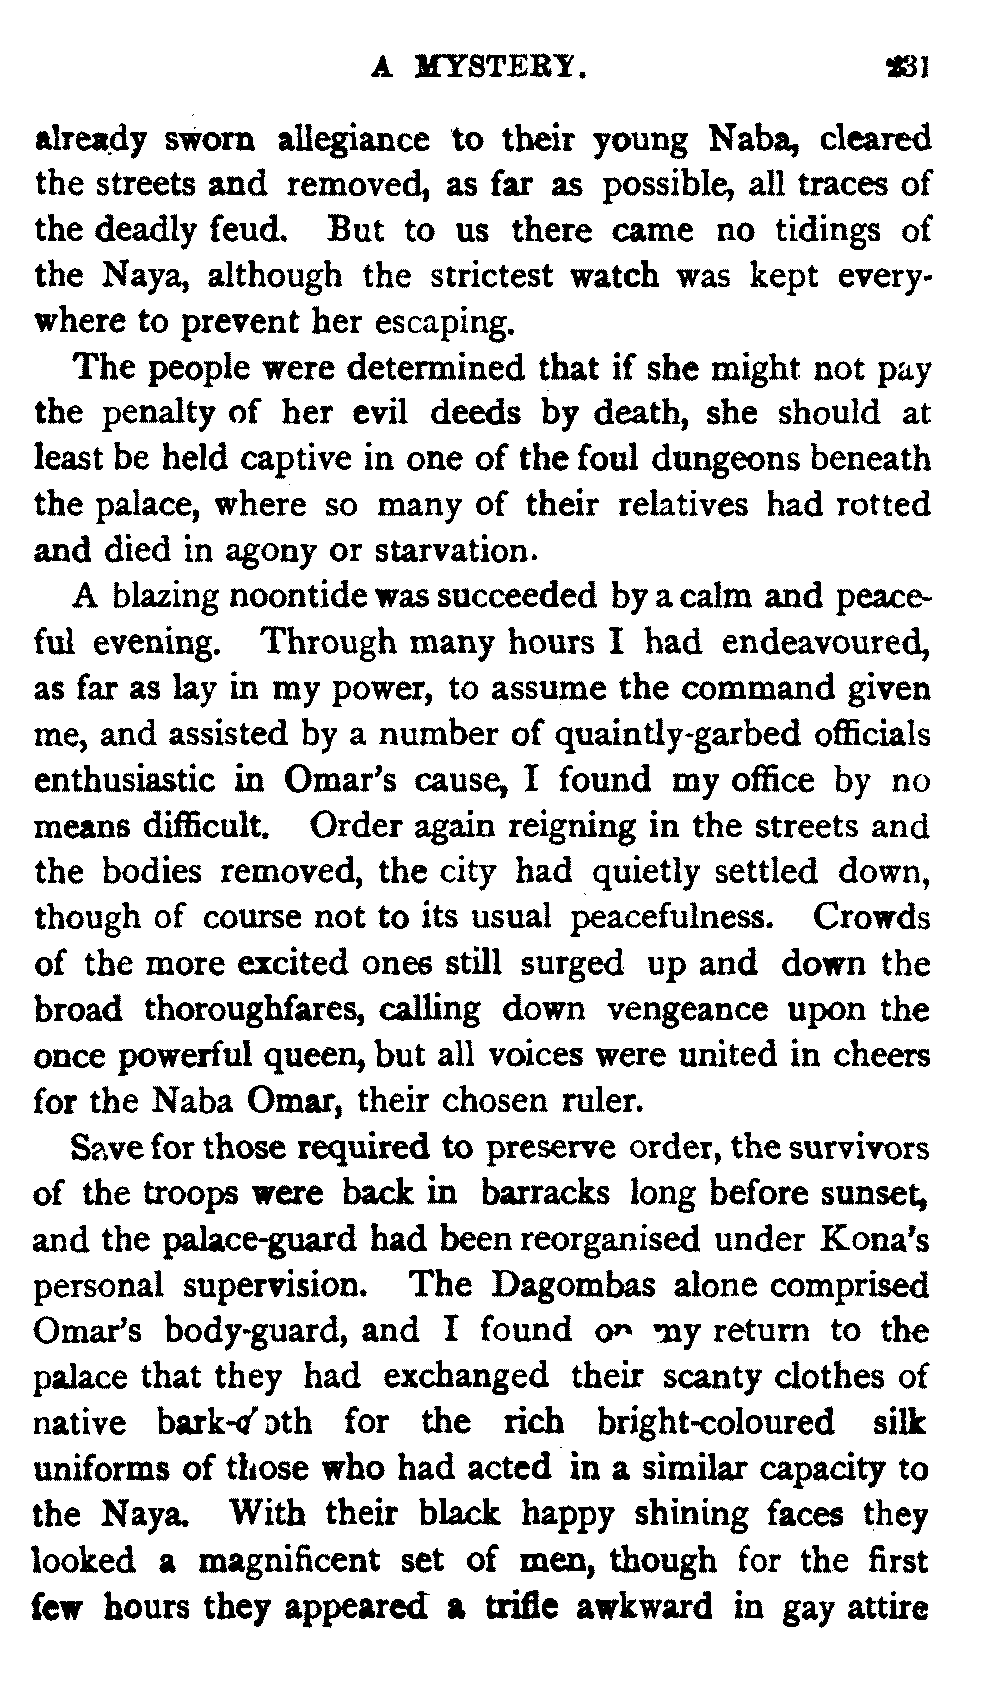 A MYSTERY. 231
already sworn allegiance to their young Naba, cleared
the streets and removed, as far as possible, all traces of
the deadly feud. But to us there came no tidings of
the Naya, although the strictest watch was kept every-
where to prevent her escaping.
The people were determined that if she might not pay
the penalty of her evil deeds by death, she should at
least be held captive in one of the foul dungeons beneath
the palace, where so many of their relatives had rotted
and died in agony or starvation.
A blazing noontide was succeeded by a calm and peace-
ful evening. Through many hours I had endeavoured,
as far as lay in my power, to assume the command given
me, and assisted by a number of quaintly-garbed officials
enthusiastic in Omar's cause, I found my office by no
means difficult. Order again reigning in the streets and
the bodies removed, the city had quietly settled down,
though of course not to its usual peacefulness. Crowds
of the more excited ones still surged up and down the
broad thoroughfares, calling down vengeance upon the
once powerful queen, but all voices were united in cheers
for the Naba Omar, their chosen ruler.
Save for those required to preserve order, the survivors
of the troops were back in barracks long before sunset,
and the palace-guard had been reorganised under Kona's
personal supervision. The Dagombas alone comprised
Omar's body-guard, and I found on my return to the
palace that they had exchanged their scanty clothes of
native bark-cloth for the rich bright-coloured silk
uniforms of those who had acted in a similar capacity to
the Naya. With their black happy shining faces they
looked a magnificent set of men, though for the first
few hours they appeared a trifle awkward in gay attire